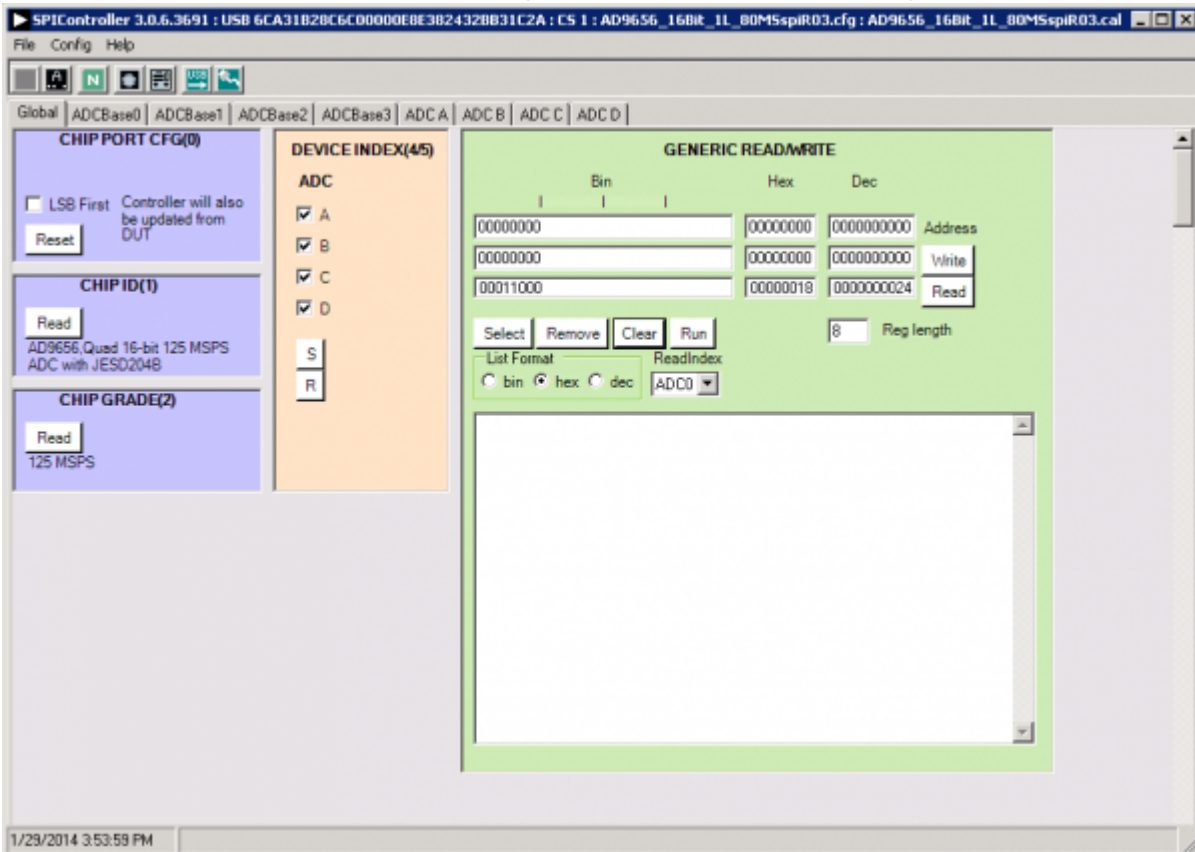 SPIController 3.0.6.3691 : USB 6CA31B28C6C00000E8E3824328B31C2A : CS 1 : AD9656_16Bit_1L_80MSspiR03.cfg : AD9656_16Bit_1L_80MSspiR03.cal
File Config Help
A N USB
Global ADCBase0 ADCBase1 ADCBase2 ADCBase3 ADC A ADC B ADC C ADC D
CHIP PORT CFG(0)
LSB First Controller will also
be updated from
DUT
Reset
CHIP ID(1)
Read
AD9656,Quad 16-bit 125 MSPS
ADC with JESD204B
CHIP GRADE(2)
Read
125 MSPS
DEVICE INDEX(4/5)
ADC
A
B
C
D
S
R
GENERIC READ/WRITE
Bin Hex Dec
00000000 00000000 0000000000 Address
00000000 00000000 0000000000 Write
00011000 00000018 0000000024 Read
Select Remove Clear Run 8 Reg length
List Format ReadIndex
bin hex dec ADC0
1/29/2014 3:53:59 PM